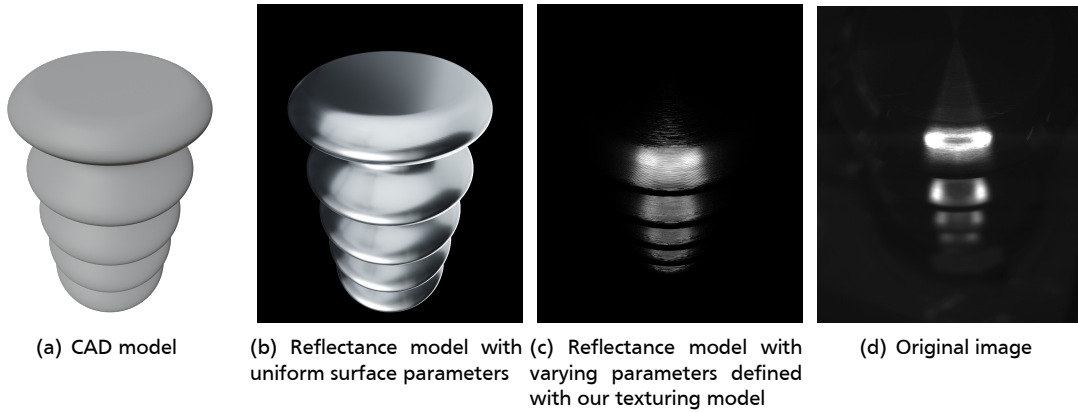 (a) CAD model
(b) Reflectance model with
uniform surface parameters
(c) Reflectance model with
varying parameters defined
with our texturing model
(d) Original image